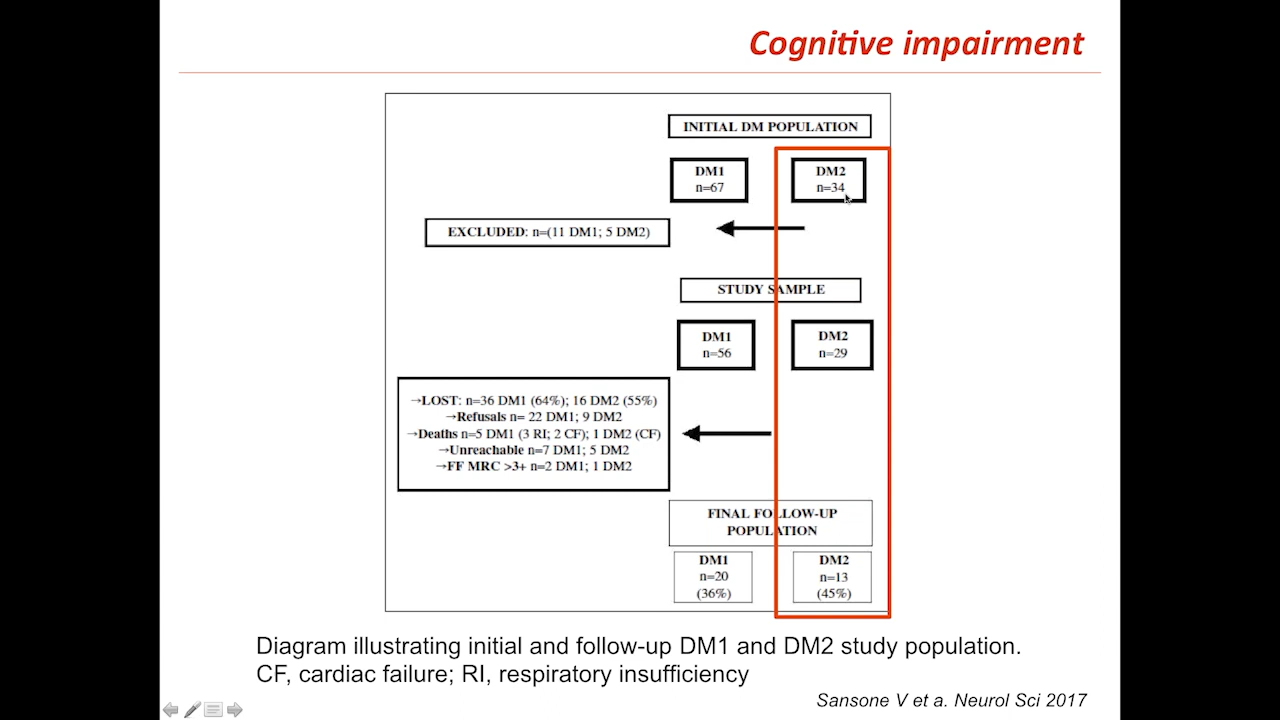 Cognitive impairment
INITIAL DM POPULATION
DM1
n=67
DM2
n=34
EXCLUDED: n=(11 DM1; 5 DM2)
STUDY SAMPLE
DM1
n=56
DM2
n=29
→LOST: n=36 DM1 (64%); 16 DM2 (55%)
→Refusals n= 22 DM1; 9 DM2
→Deaths n=5 DM1 (3 RI; 2 CF); 1 DM2 (CF)
→Unreachable n=7 DM1; 5 DM2
→FF MRC >3+ n=2 DM1; 1 DM2
FINAL FOLLOW-UP
POPULATION
DM1
n=20
(36%)
DM2
n=13
(45%)
Diagram illustrating initial and follow-up DM1 and DM2 study population.
CF, cardiac failure; RI, respiratory insufficiency
Sansone V et a. Neurol Sci 2017